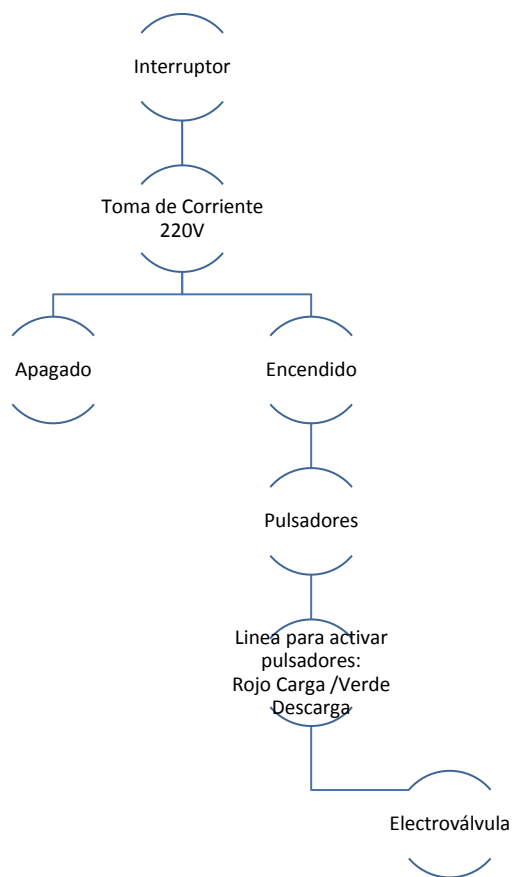 Interruptor
Toma de Corriente
220V
Apagado
Encendido
Pulsadores
Linea para activar
pulsadores:
Rojo Carga /Verde
Descarga
Electroválvula